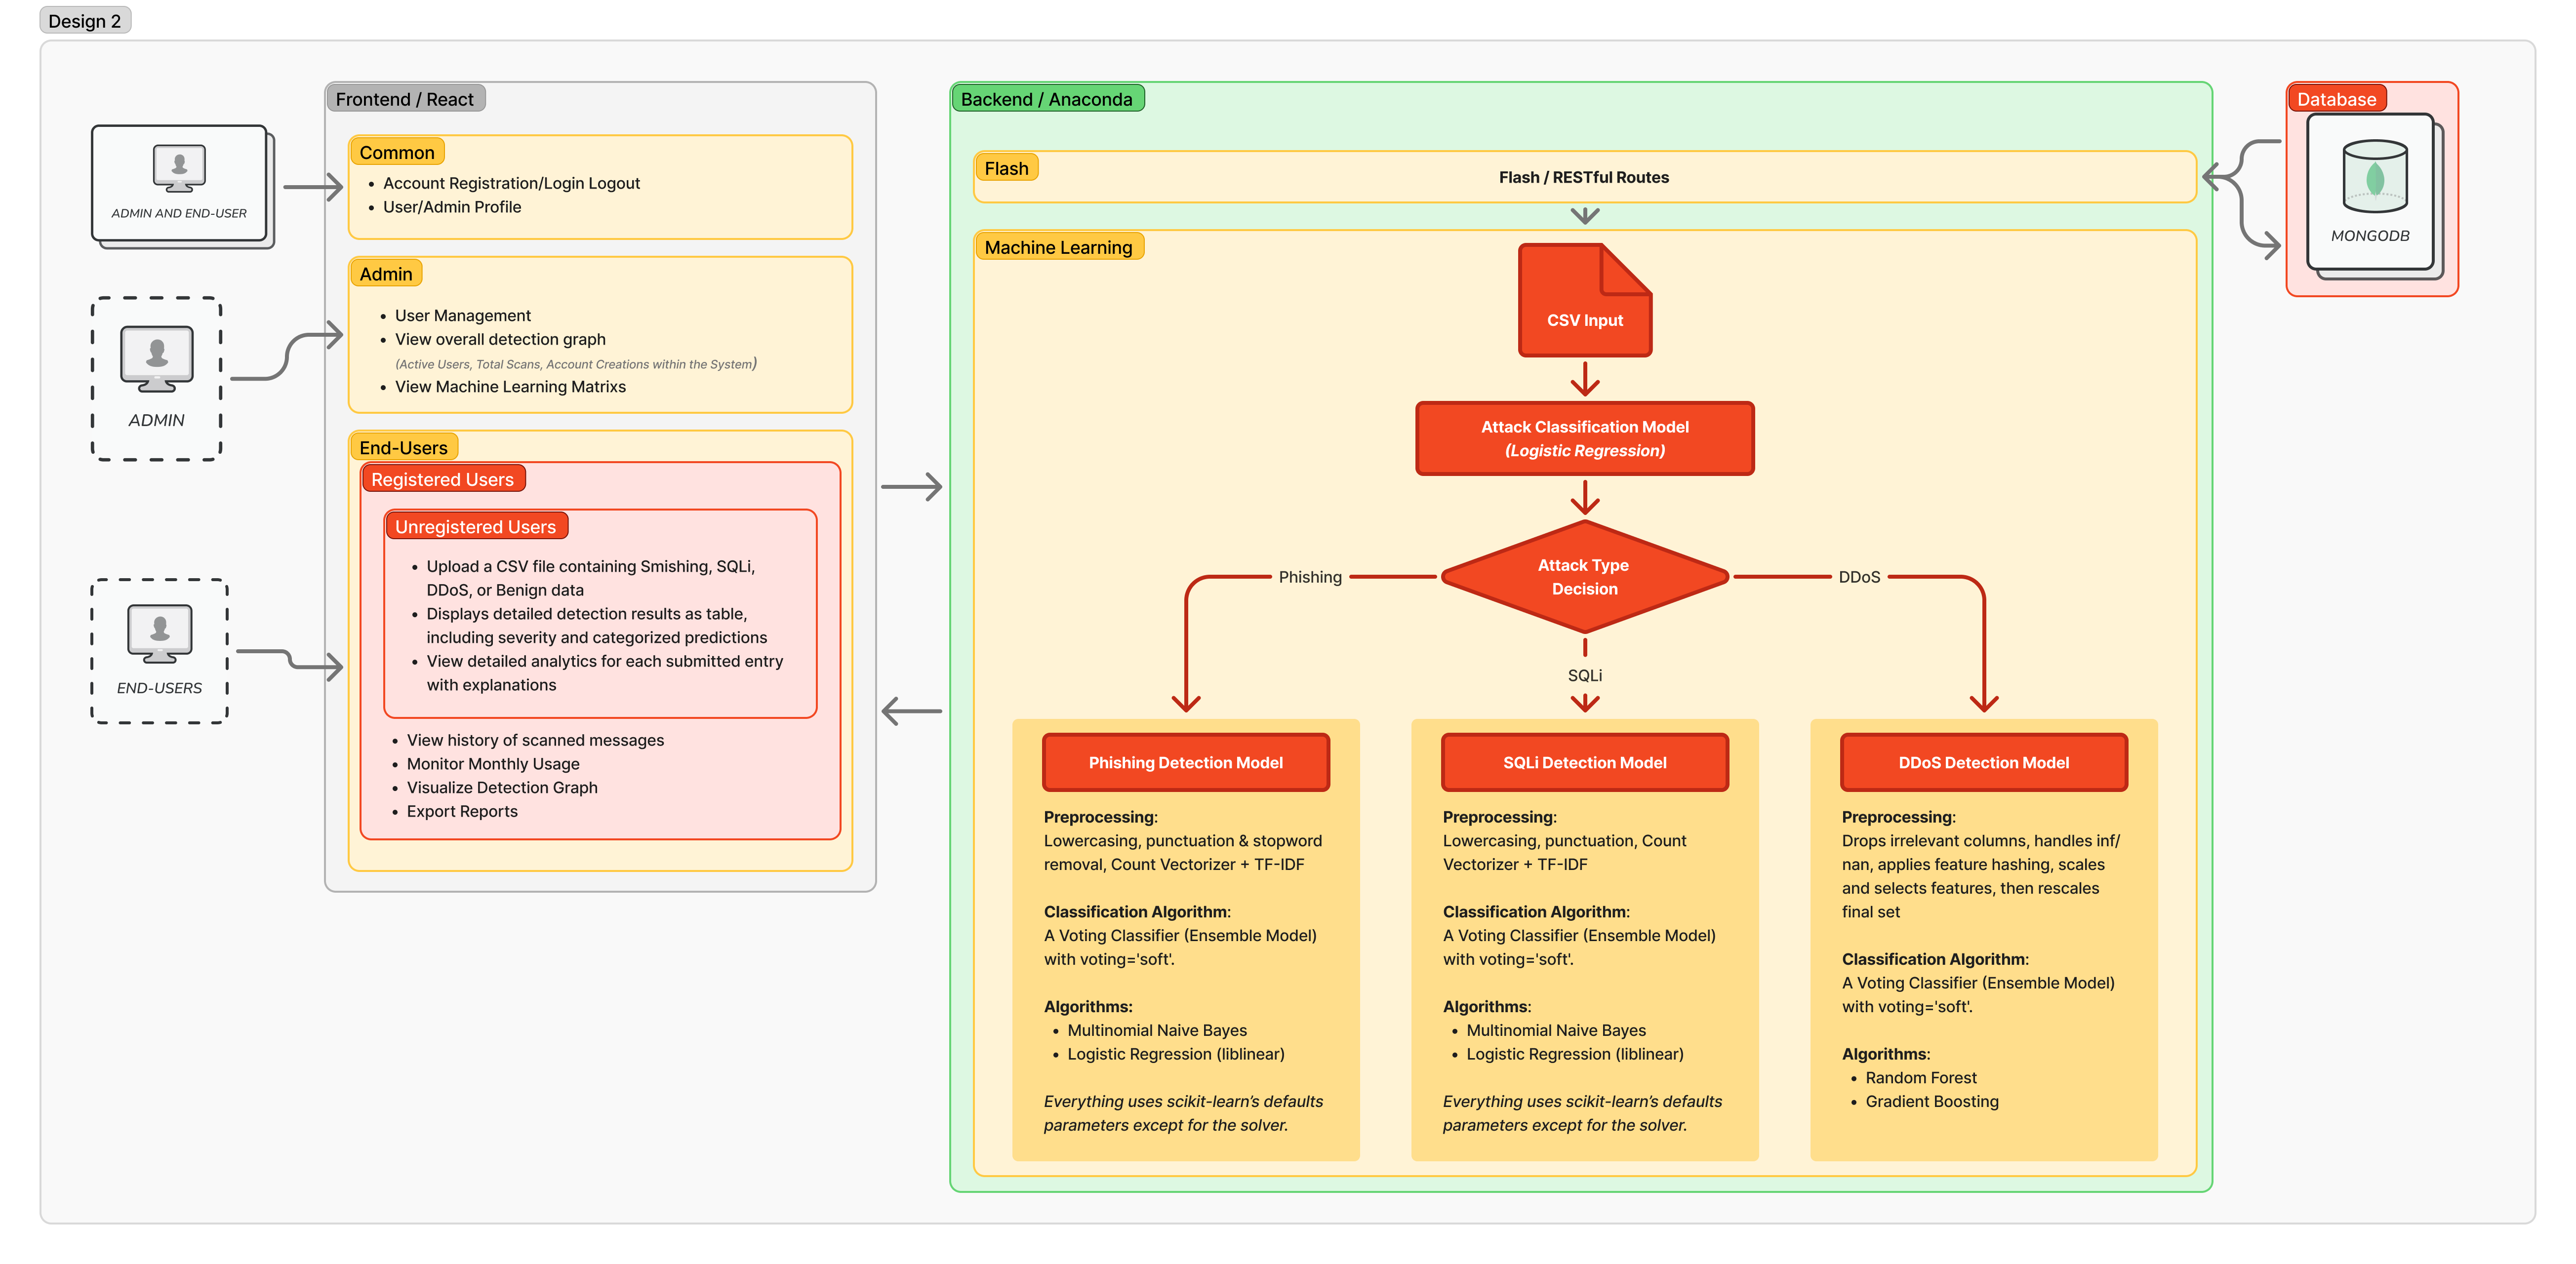 Design 2
ADMIN AND END-USER
ADMIN
END-USERS
Frontend / React
Common
• Account Registration/Login Logout
• User/Admin Profile
Admin
• User Management
• View overall detection graph
(Active Users, Total Scans, Account Creations within the System)
• View Machine Learning Matrixs
End-Users
Registered Users
Unregistered Users
• Upload a CSV file containing Smishing, SQLi,
DDoS, or Benign data
• Displays detailed detection results as table,
including severity and categorized predictions
• View detailed analytics for each submitted entry
with explanations
• View history of scanned messages
• Monitor Monthly Usage
• Visualize Detection Graph
• Export Reports
Backend / Anaconda
Flash
Flash / RESTful Routes
Machine Learning
CSV Input
Attack Classification Model
(Logistic Regression)
Attack Type
Decision
Phishing
SQLi
DDoS
Phishing Detection Model
Preprocessing:
Lowercasing, punctuation & stopword
removal, Count Vectorizer + TF-IDF
Classification Algorithm:
A Voting Classifier (Ensemble Model)
with voting='soft'.
Algorithms:
• Multinomial Naive Bayes
• Logistic Regression (liblinear)
Everything uses scikit-learn’s defaults
parameters except for the solver.
SQLi Detection Model
Preprocessing:
Lowercasing, punctuation, Count
Vectorizer + TF-IDF
Classification Algorithm:
A Voting Classifier (Ensemble Model)
with voting='soft'.
Algorithms:
• Multinomial Naive Bayes
• Logistic Regression (liblinear)
Everything uses scikit-learn’s defaults
parameters except for the solver.
DDoS Detection Model
Preprocessing:
Drops irrelevant columns, handles inf/
nan, applies feature hashing, scales
and selects features, then rescales
final set
Classification Algorithm:
A Voting Classifier (Ensemble Model)
with voting='soft'.
Algorithms:
• Random Forest
• Gradient Boosting
Database
MONGODB